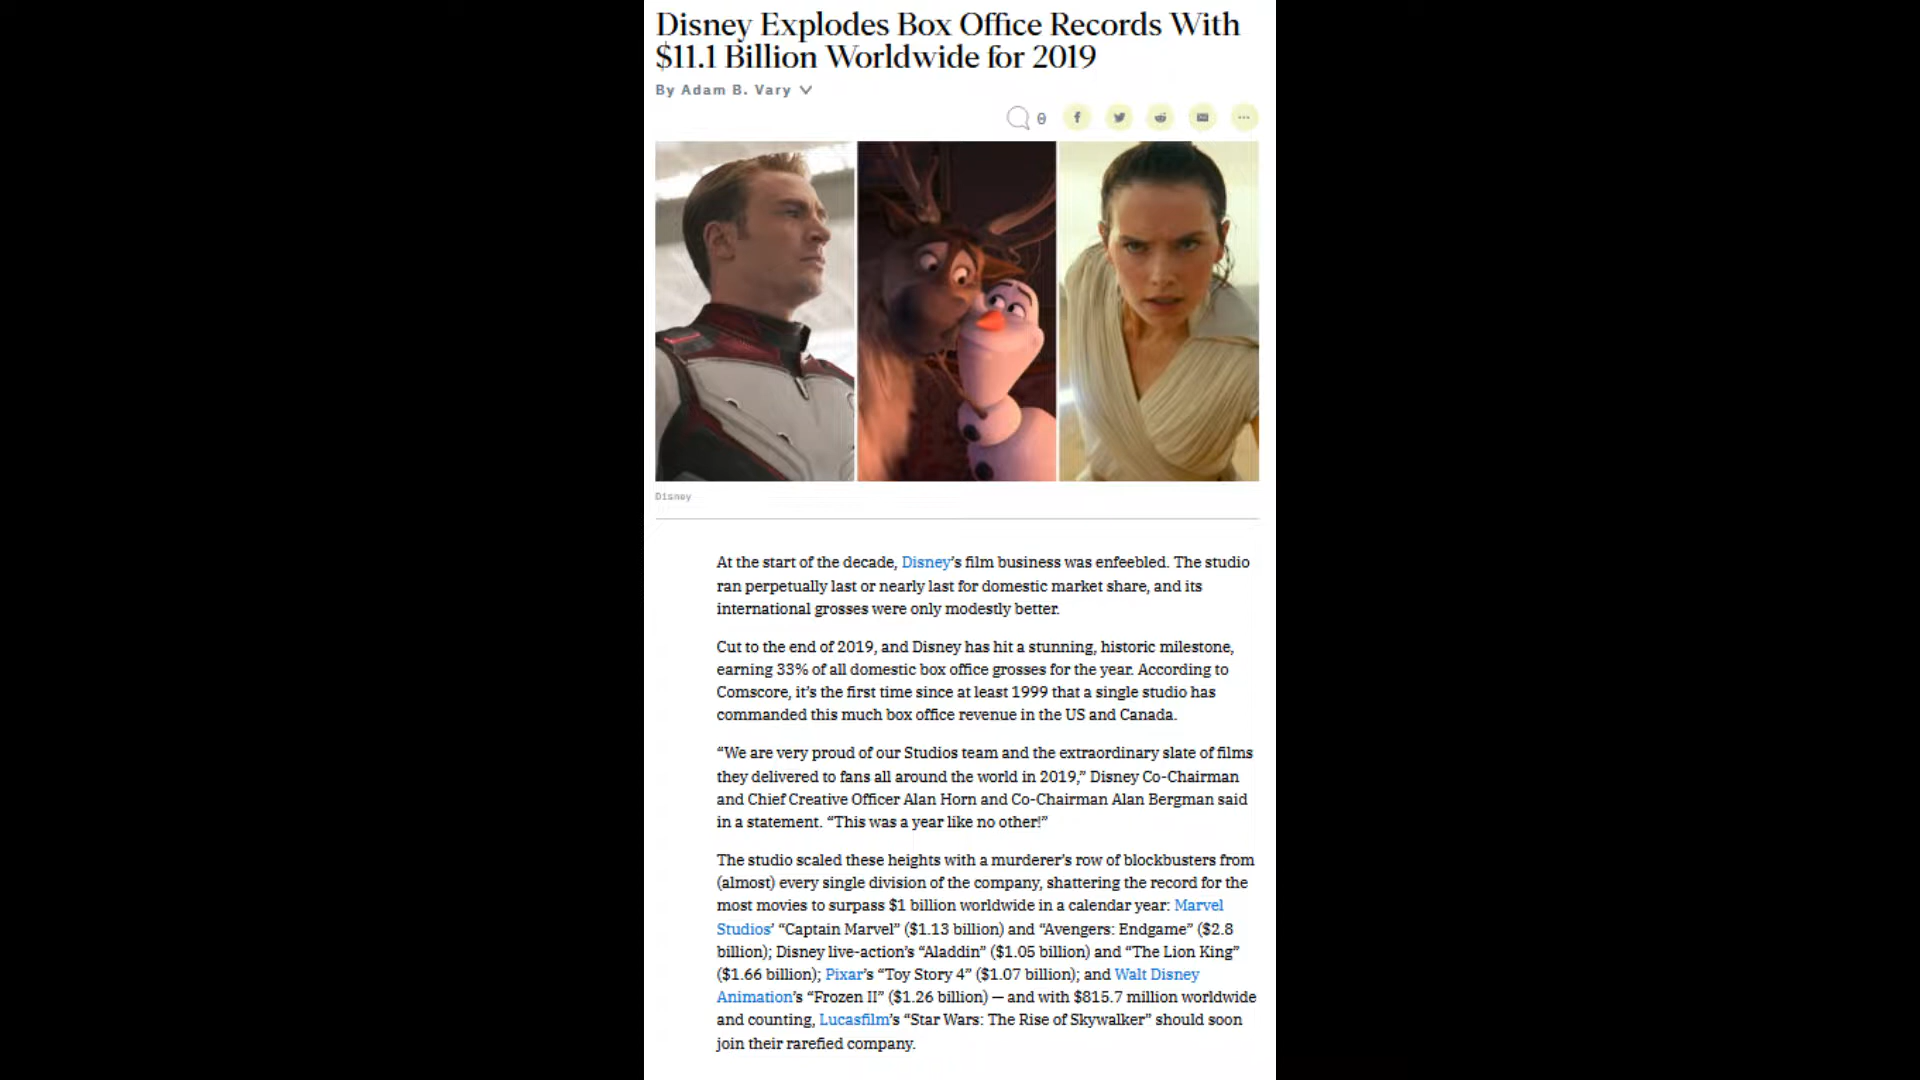 Disney Explodes Box Office Records With
$11.1 Billion Worldwide for 2019
By Adam B. Vary
0
Disney
At the start of the decade, Disney's film business was enfeebled. The studio
ran perpetually last or nearly last for domestic market share, and its
international grosses were only modestly better.
Cut to the end of 2019, and Disney has hit a stunning, historic milestone,
earning 33% of all domestic box office grosses for the year. According to
Comscore, it's the first time since at least 1999 that a single studio has
commanded this much box office revenue in the US and Canada.
“We are very proud of our Studios team and the extraordinary slate of films
they delivered to fans all around the world in 2019,” Disney Co-Chairman
and Chief Creative Officer Alan Horn and Co-Chairman Alan Bergman said
in a statement. “This was a year like no other!”
The studio scaled these heights with a murderer's row of blockbusters from
(almost) every single division of the company, shattering the record for the
most movies to surpass $1 billion worldwide in a calendar year: Marvel
Studios' “Captain Marvel” ($1.13 billion) and “Avengers: Endgame” ($2.8
billion); Disney live-action's “Aladdin” ($1.05 billion) and “The Lion King”
($1.66 billion); Pixar's “Toy Story 4” ($1.07 billion); and Walt Disney
Animation's “Frozen II” ($1.26 billion) — and with $815.7 million worldwide
and counting, Lucasfilm's “Star Wars: The Rise of Skywalker” should soon
join their rarefied company.